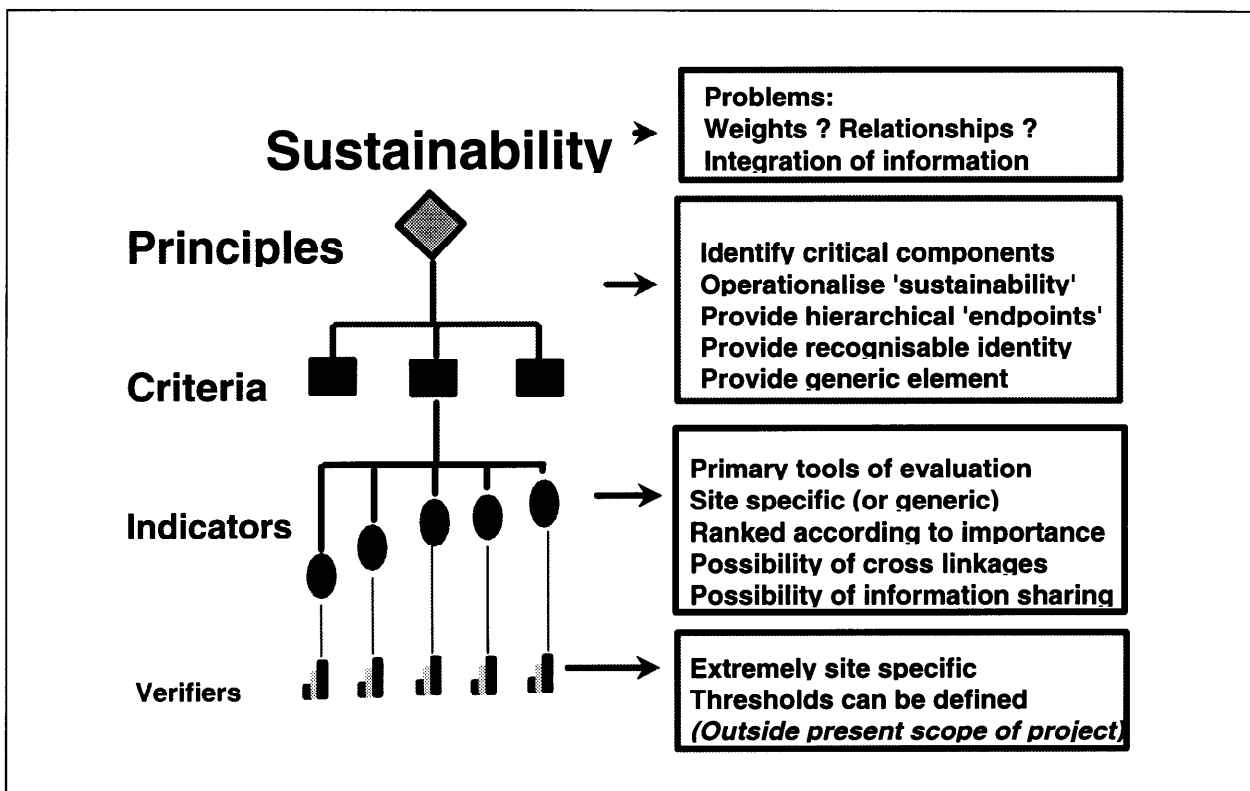 Sustainability
Problems:
Weights ? Relationships ?
Integration of information
Principles
Identify critical components
Operationalise 'sustainability'
Provide hierarchical 'endpoints'
Provide recognisable identity
Provide generic element
Criteria
Indicators
Primary tools of evaluation
Site specific (or generic)
Ranked according to importance
Possibility of cross linkages
Possibility of information sharing
Verifiers
Extremely site specific
Thresholds can be defined
(Outside present scope of project)